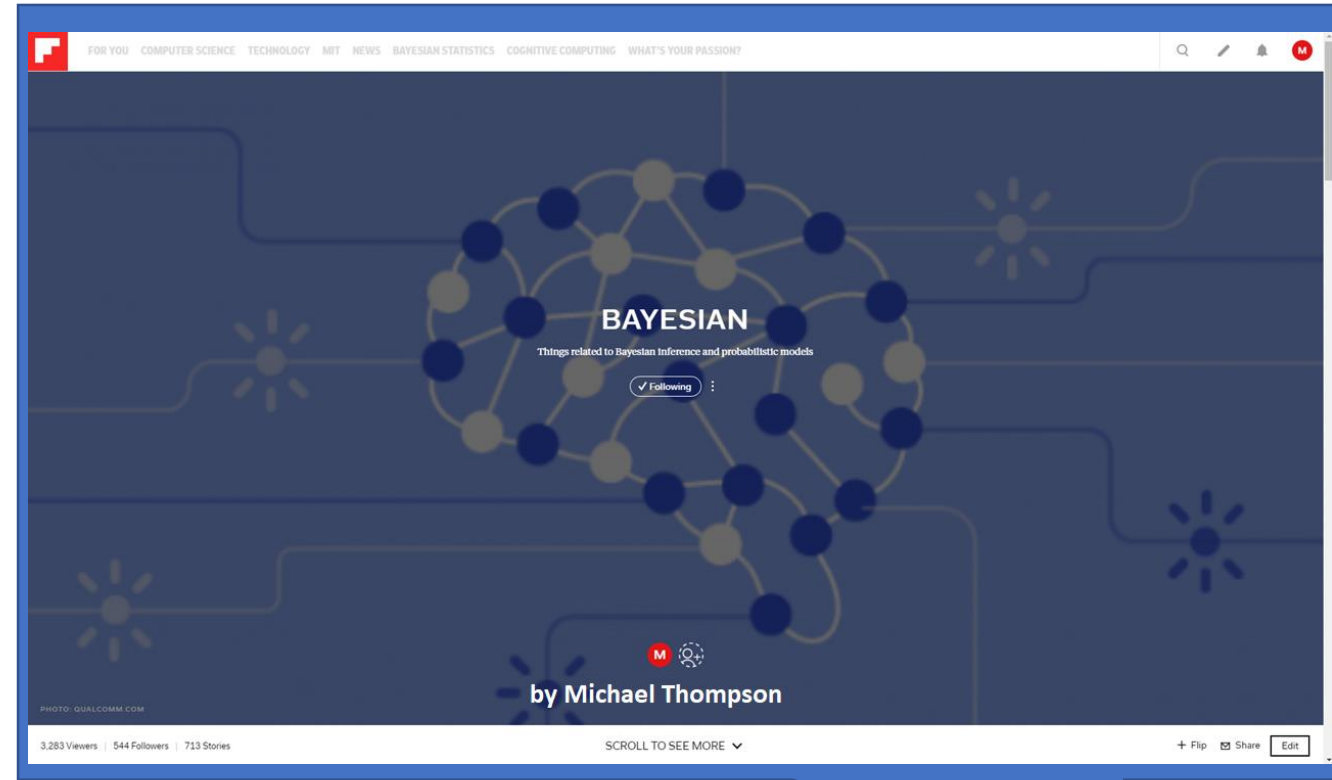 FOR YOU COMPUTER SCIENCE TECHNOLOGY MIT NEWS BAYESIAN STATISTICS COGNITIVE COMPUTING WHAT'S YOUR PASSION?
M
BAYESIAN
Things related to Bayesian inference and probabilistic models
✓ Following
M
by Michael Thompson
PHOTO: QUALCOMM.COM
3,283 Viewers | 544 Followers | 713 Stories
SCROLL TO SEE MORE
+ Flip Share Edit